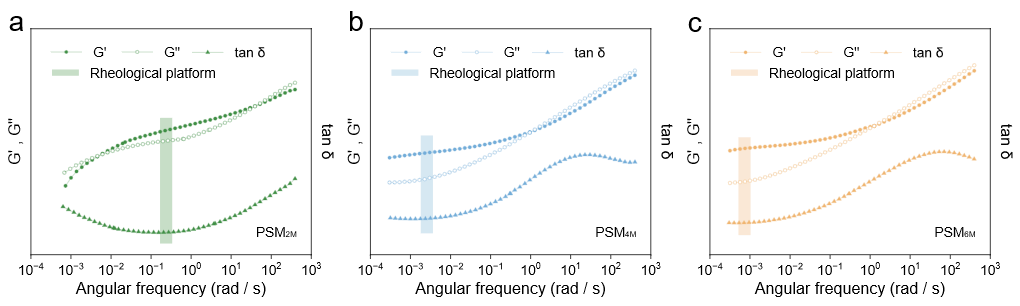 a
G' G'' tan δ
Rheological platform
G' , G''
tan δ
PSM2M
10⁻⁴ 10⁻³ 10⁻² 10⁻¹ 10⁰ 10¹ 10² 10³
Angular frequency (rad / s)
b
G' G'' tan δ
Rheological platform
G' , G''
tan δ
PSM4M
10⁻⁴ 10⁻³ 10⁻² 10⁻¹ 10⁰ 10¹ 10² 10³
Angular frequency (rad / s)
c
G' G'' tan δ
Rheological platform
G' , G''
tan δ
PSM6M
10⁻⁴ 10⁻³ 10⁻² 10⁻¹ 10⁰ 10¹ 10² 10³
Angular frequency (rad / s)